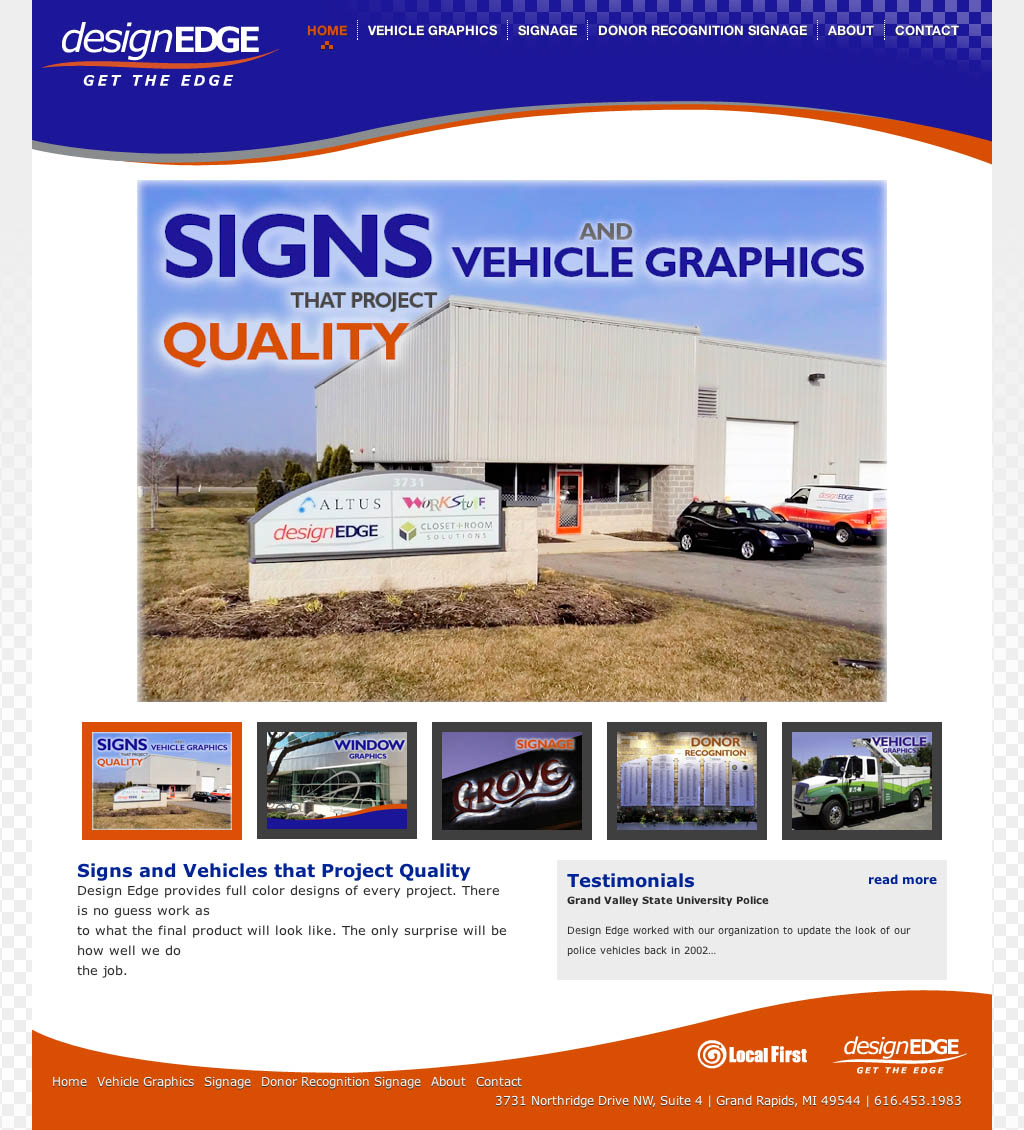 designEDGE
GET THE EDGE
HOME
VEHICLE GRAPHICS
SIGNAGE
DONOR RECOGNITION SIGNAGE
ABOUT
CONTACT
SIGNS
AND
VEHICLE GRAPHICS
THAT PROJECT
QUALITY
3731
ALTUS
WORKSTUFF
designEDGE
CLOSET+ROOM
SOLUTIONS
designEDGE
SIGNS
VEHICLE GRAPHICS
THAT PROJECT
QUALITY
WINDOW
GRAPHICS
SIGNAGE
GROVE
DONOR
RECOGNITION
VEHICLE
GRAPHICS
Signs and Vehicles that Project Quality
Design Edge provides full color designs of every project. There
is no guess work as
to what the final product will look like. The only surprise will be
how well we do
the job.
Testimonials
read more
Grand Valley State University Police
Design Edge worked with our organization to update the look of our
police vehicles back in 2002…
Local First
designEDGE
GET THE EDGE
Home Vehicle Graphics Signage Donor Recognition Signage About Contact
3731 Northridge Drive NW, Suite 4 | Grand Rapids, MI 49544 | 616.453.1983